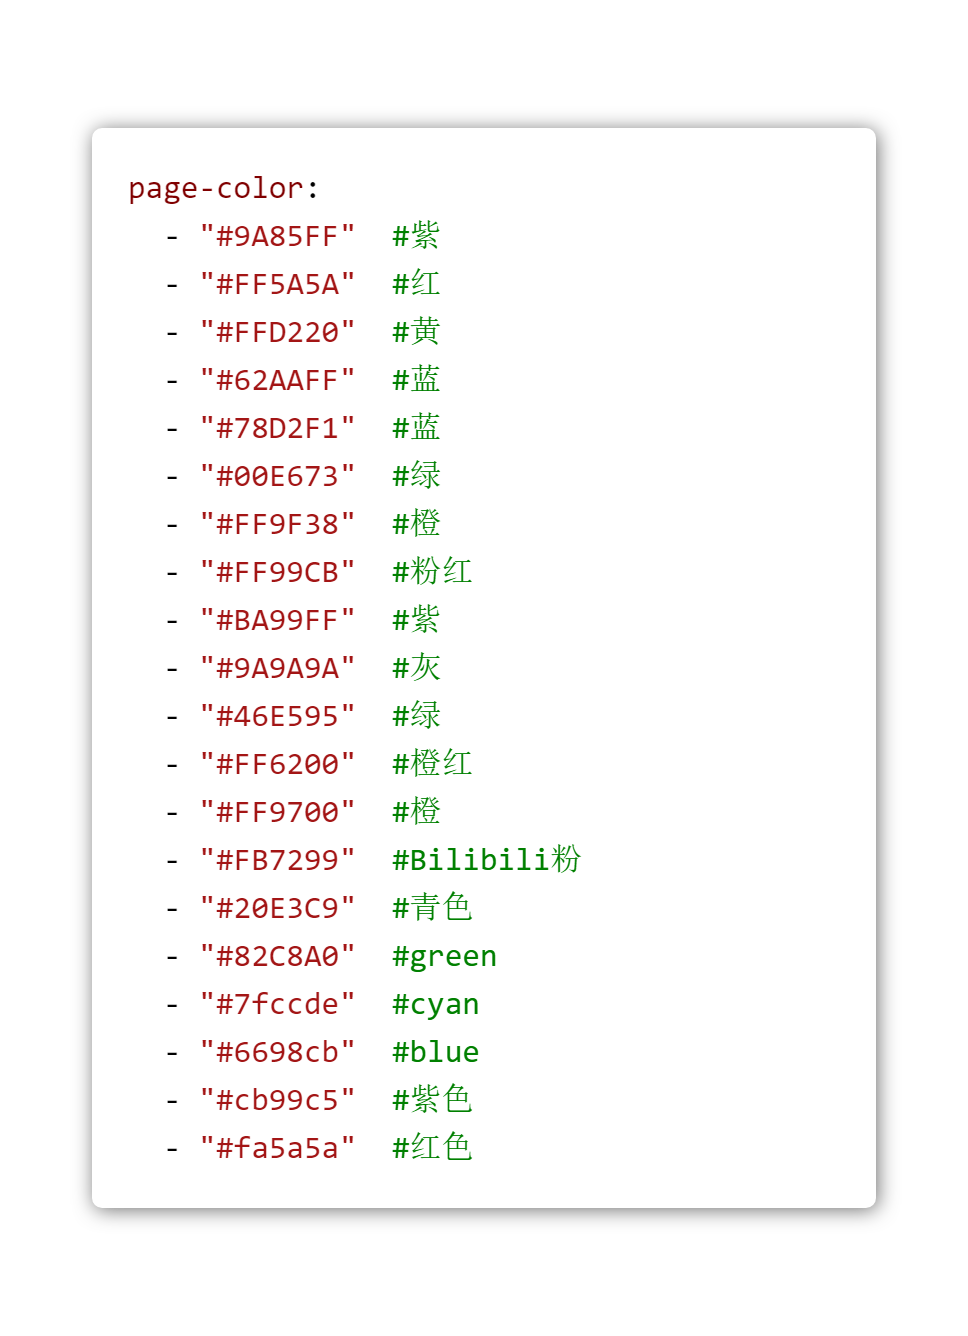 page-color:
  - "#9A85FF"  #紫
  - "#FF5A5A"  #红
  - "#FFD220"  #黄
  - "#62AAFF"  #蓝
  - "#78D2F1"  #蓝
  - "#00E673"  #绿
  - "#FF9F38"  #橙
  - "#FF99CB"  #粉红
  - "#BA99FF"  #紫
  - "#9A9A9A"  #灰
  - "#46E595"  #绿
  - "#FF6200"  #橙红
  - "#FF9700"  #橙
  - "#FB7299"  #Bilibili粉
  - "#20E3C9"  #青色
  - "#82C8A0"  #green
  - "#7fccde"  #cyan
  - "#6698cb"  #blue
  - "#cb99c5"  #紫色
  - "#fa5a5a"  #红色